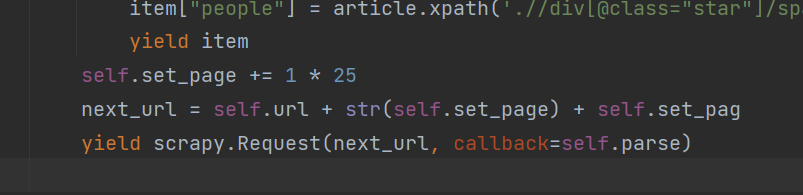 item["people"] = article.xpath('.//div[@class="star"]/sp
yield item
self.set_page += 1 * 25
next_url = self.url + str(self.set_page) + self.set_pag
yield scrapy.Request(next_url, callback=self.parse)